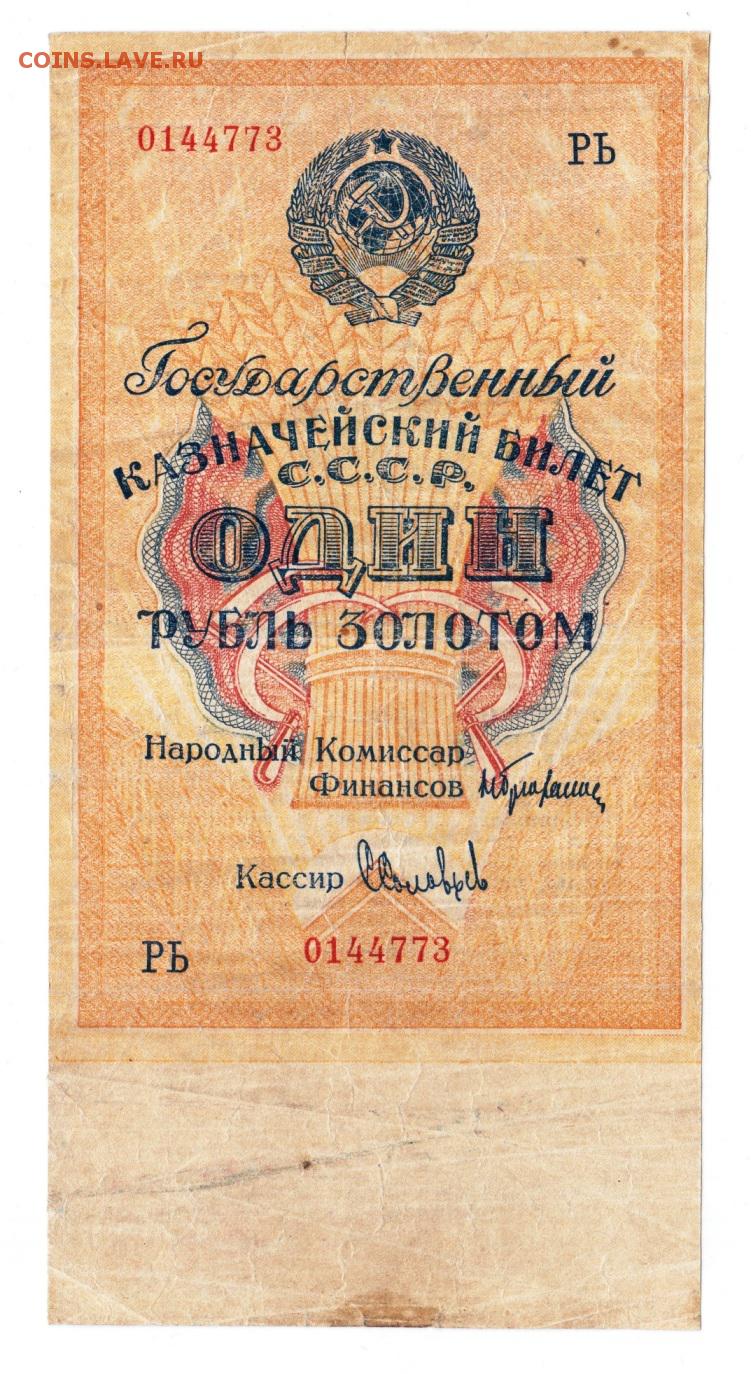 COINS.LAVE.RU
0144773 РЬ
Государственный
КАЗНАЧЕЙСКИЙ БИЛЕТ
С.С.С.Р.
ОДИН
РУБЛЬ ЗОЛОТОМ
Народный Комиссар
Финансов
Кассир
РЬ 0144773